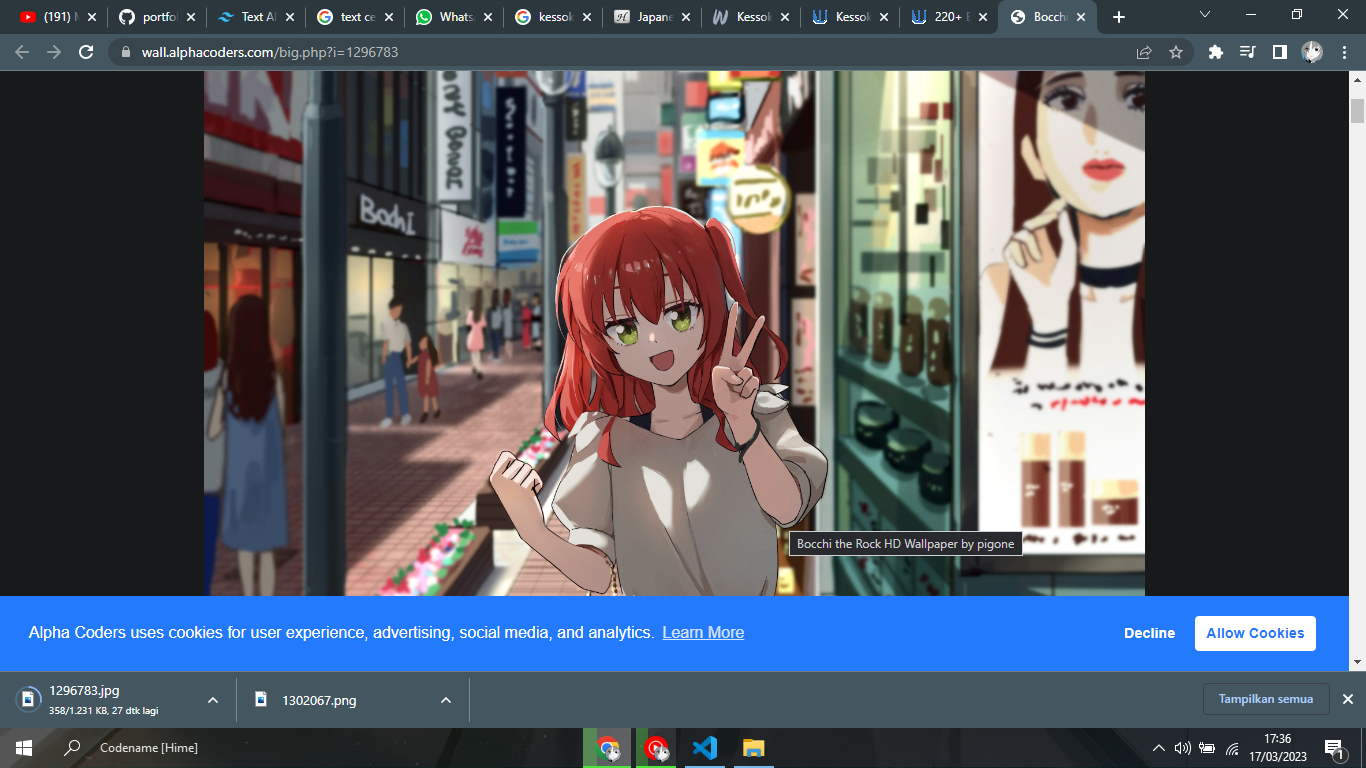 (191) M
portfol
Text Al
text ce
Whats
kessok
Japane
Kessok
Kessok
220+ B
Bocchi
wall.alphacoders.com/big.php?i=1296783
Bochi
Bocchi the Rock HD Wallpaper by pigone
Alpha Coders uses cookies for user experience, advertising, social media, and analytics. Learn More
Decline
Allow Cookies
1296783.jpg
358/1.231 KB, 27 dtk lagi
1302067.png
Tampilkan semua
Codename [Hime]
17:36
17/03/2023
1